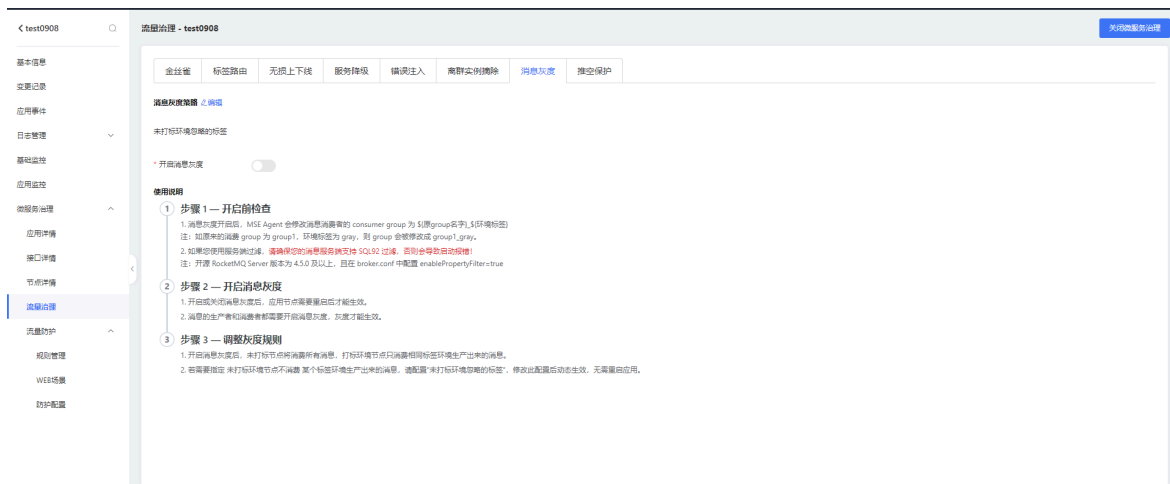 test0908
流量治理 - test0908
关闭微服务治理
基本信息
变更记录
应用事件
日志管理
基础监控
应用监控
微服务治理
应用详情
接口详情
节点详情
流量治理
流量防护
规则管理
WEB场景
防护配置
金丝雀 标签路由 无损上下线 服务降级 错误注入 离群实例摘除 消息灰度 推空保护
消息灰度策略 编辑
未打标环境忽略的标签
* 开启消息灰度
使用说明
1 步骤 1 — 开启前检查
1. 消息灰度开启后，MSE Agent 会修改消息消费者的 consumer group 为 ${原group名字}_${环境标签}
注：如原来的消费 group 为 group1，环境标签为 gray，则 group 会被修改成 group1_gray。
2. 如果您使用服务端过滤，请确保您的消息服务端支持 SQL92 过滤，否则会导致启动报错！
注：开源 RocketMQ Server 版本为 4.5.0 及以上，且在 broker.conf 中配置 enablePropertyFilter=true
2 步骤 2 — 开启消息灰度
1. 开启或关闭消息灰度后，应用节点需要重启后才能生效。
2. 消息的生产者和消费者都需要开启消息灰度，灰度才能生效。
3 步骤 3 — 调整灰度规则
1. 开启消息灰度后，未打标节点将消费所有消息，打标环境节点只消费相同标签环境生产出来的消息。
2. 若需要指定 未打标环境节点不消费 某个标签环境生产出来的消息，请配置"未打标环境忽略的标签"，修改此配置后动态生效，无需重启应用。